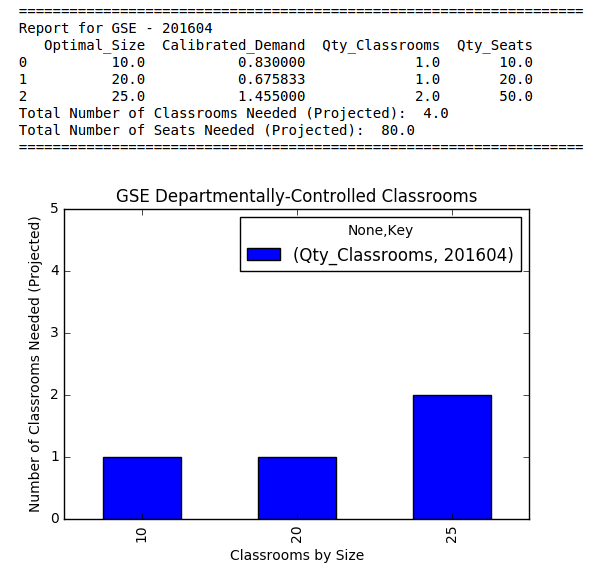 ===================================================================
Report for GSE - 201604
   Optimal_Size  Calibrated_Demand  Qty_Classrooms  Qty_Seats
0          10.0           0.830000             1.0       10.0
1          20.0           0.675833             1.0       20.0
2          25.0           1.455000             2.0       50.0
Total Number of Classrooms Needed (Projected):  4.0
Total Number of Seats Needed (Projected):  80.0
===================================================================
GSE Departmentally-Controlled Classrooms
None,Key
(Qty_Classrooms, 201604)
Number of Classrooms Needed (Projected)
5
4
3
2
1
0
10
20
25
Classrooms by Size